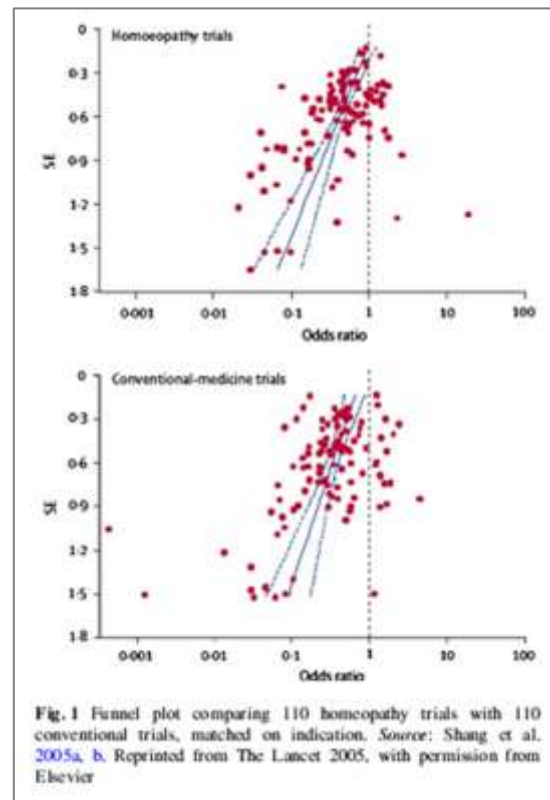 0
Homoeopathy trials
0·3
0·6
SE
0·9
1·2
1·5
1·8
0·001
0·01
0·1
1
10
100
Odds ratio
0
Conventional-medicine trials
0·3
0·6
SE
0·9
1·2
1·5
1·8
0·001
0·01
0·1
1
10
100
Odds ratio
Fig. 1 Funnel plot comparing 110 homeopathy trials with 110
conventional trials, matched on indication. Source: Shang et al.
2005a, b. Reprinted from The Lancet 2005, with permission from
Elsevier